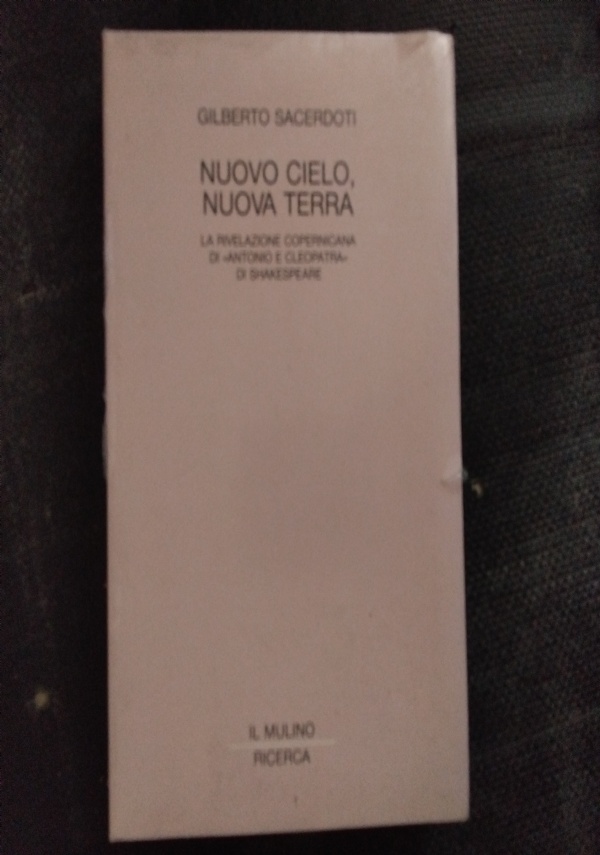 GILBERTO SACERDOTI
NUOVO CIELO,
NUOVA TERRA
LA RIVELAZIONE COPERNICANA
DI «ANTONIO E CLEOPATRA»
DI SHAKESPEARE
IL MULINO
RICERCA